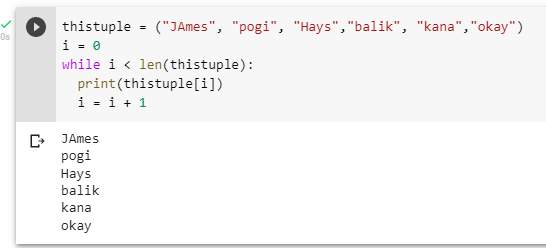 thistuple = ("JAmes", "pogi", "Hays","balik", "kana","okay")
i = 0
while i < len(thistuple):
  print(thistuple[i])
  i = i + 1
0s
JAmes
pogi
Hays
balik
kana
okay